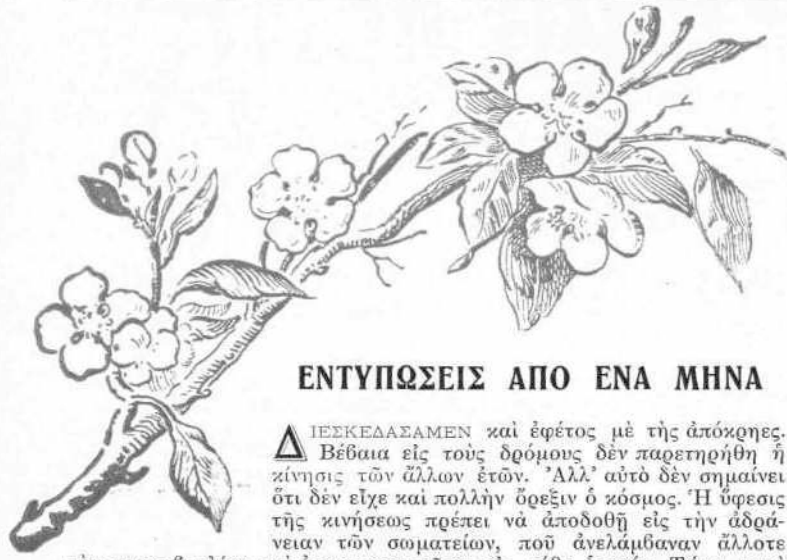 ΕΝΤΥΠΩΣΕΙΣ ΑΠΟ ΕΝΑ ΜΗΝΑ
ΔΙΕΣΚΕΔΑΣΑΜΕΝ καὶ ἐφέτος μὲ τῆς ἀπόκρηες.
Βέβαια εἰς τοὺς δρόμους δὲν παρετηρήθη ἡ
κίνησις τῶν ἄλλων ἐτῶν. Ἀλλ' αὐτὸ δὲν σημαίνει
ὅτι δὲν εἶχε καὶ πολλὴν ὄρεξιν ὁ κόσμος. Ἡ ὕφεσις
τῆς κινήσεως πρέπει νὰ ἀποδοθῇ εἰς τὴν ἀδρά-
νειαν τῶν σωματείων, ποῦ ἀνελάμβαναν ἄλλοτε